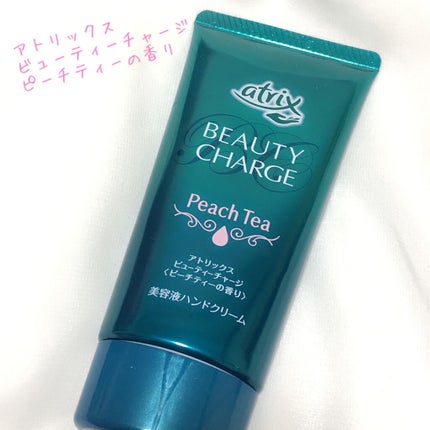 アトリックス
ビューティーチャージ
ピーチティーの香り
atrix
BEAUTY
CHARGE
Peach Tea
アトリックス
ビューティーチャージ
〈ピーチティーの香り〉
美容液ハンドクリーム